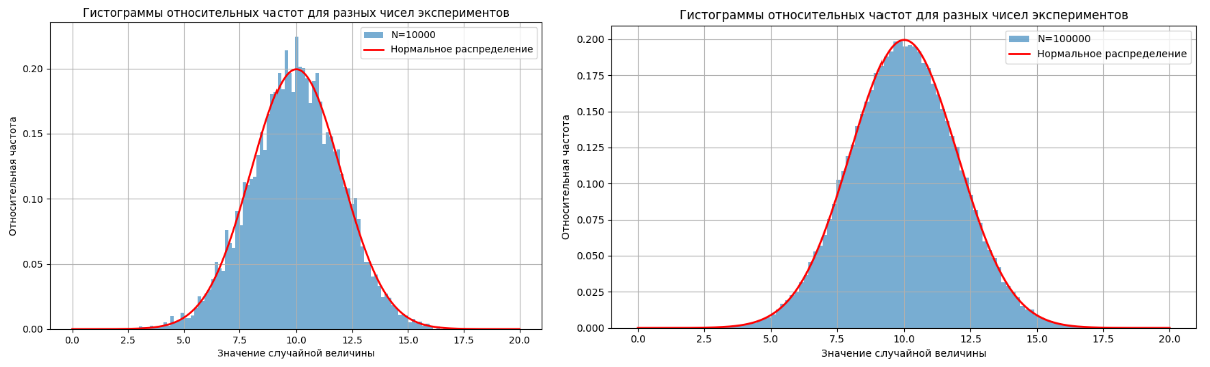 Гистограммы относительных частот для разных чисел экспериментов
N=10000
Нормальное распределение
Относительная частота
0.20
0.15
0.10
0.05
0.00
0.0 2.5 5.0 7.5 10.0 12.5 15.0 17.5 20.0
Значение случайной величины
Гистограммы относительных частот для разных чисел экспериментов
N=100000
Нормальное распределение
Относительная частота
0.200
0.175
0.150
0.125
0.100
0.075
0.050
0.025
0.000
0.0 2.5 5.0 7.5 10.0 12.5 15.0 17.5 20.0
Значение случайной величины